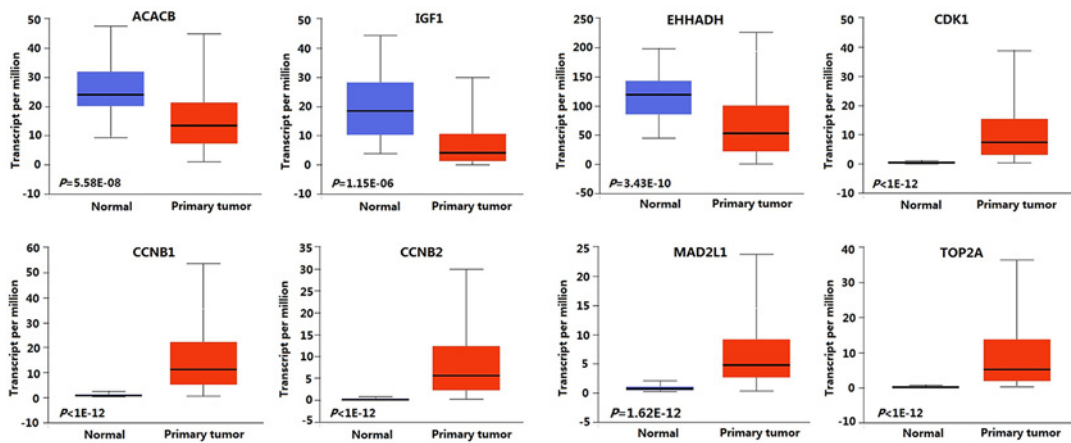 ACACB
Transcript per million
50
40
30
20
10
0
-10
P=5.58E-08
Normal Primary tumor
IGF1
Transcript per million
50
40
30
20
10
0
-10
P=1.15E-06
Normal Primary tumor
EHHADH
Transcript per million
250
200
150
100
50
0
-50
P=3.43E-10
Normal Primary tumor
CDK1
Transcript per million
50
40
30
20
10
0
-10
P<1E-12
Normal Primary tumor
CCNB1
Transcript per million
60
50
40
30
20
10
0
-10
P<1E-12
Normal Primary tumor
CCNB2
Transcript per million
35
30
25
20
15
10
5
0
-5
P<1E-12
Normal Primary tumor
MAD2L1
Transcript per million
25
20
15
10
5
0
-5
P=1.62E-12
Normal Primary tumor
TOP2A
Transcript per million
40
30
20
10
0
-10
P<1E-12
Normal Primary tumor